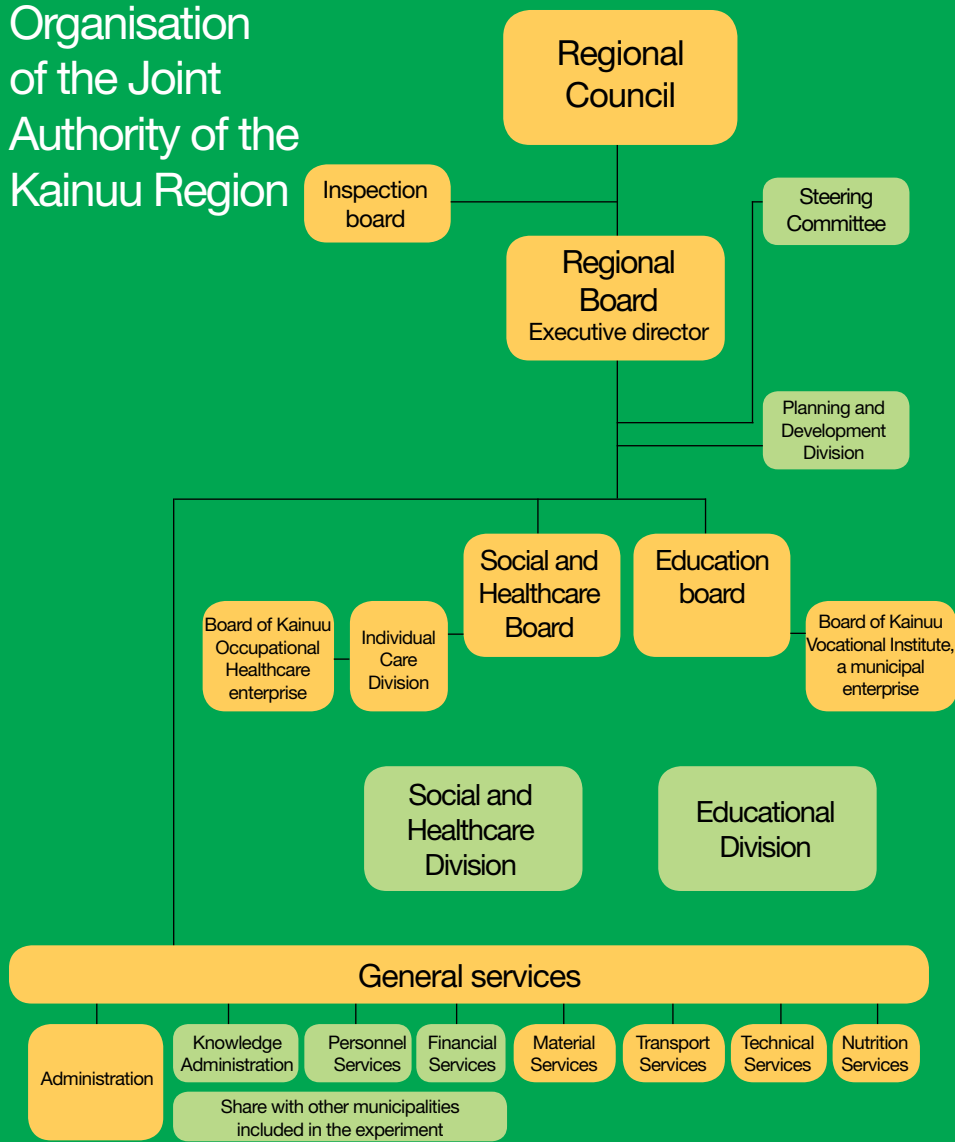 Organisation
of the Joint
Authority of the
Kainuu Region
Regional
Council
Inspection
board
Steering
Committee
Regional
Board
Executive director
Planning and
Development
Division
Social and
Healthcare
Board
Education
board
Board of Kainuu
Occupational
Healthcare
enterprise
Individual
Care
Division
Board of Kainuu
Vocational Institute,
a municipal
enterprise
Social and
Healthcare
Division
Educational
Division
General services
Administration
Knowledge
Administration
Personnel
Services
Financial
Services
Material
Services
Transport
Services
Technical
Services
Nutrition
Services
Share with other municipalities
included in the experiment